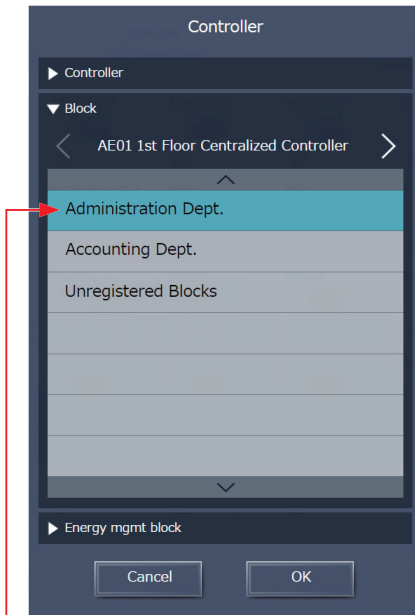 Controller
Controller
Block
AE01 1st Floor Centralized Controller
Administration Dept.
Accounting Dept.
Unregistered Blocks
Energy mgmt block
Cancel OK